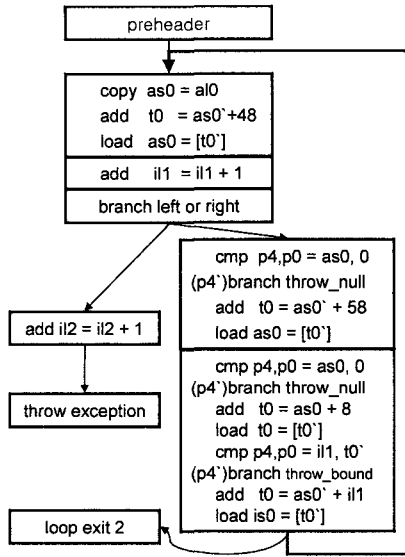 preheader
copy as0 = al0
add t0 = as0`+48
load as0 = [t0`]
add il1 = il1 + 1
branch left or right
cmp p4,p0 = as0, 0
(p4`)branch throw_null
add t0 = as0` + 58
load as0 = [t0`]
cmp p4,p0 = as0, 0
(p4`)branch throw_null
add t0 = as0 + 8
load t0 = [t0`]
cmp p4,p0 = il1, t0`
(p4`)branch throw_bound
add t0 = as0` + il1
load is0 = [t0`]
add il2 = il2 + 1
throw exception
loop exit 2